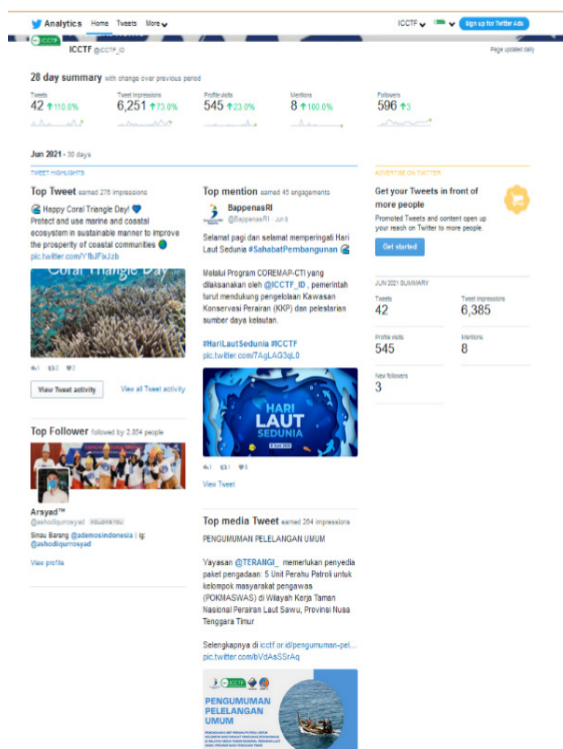 Analytics Home Tweets More
ICCTF
Sign up for Twitter Ads
ICCTF @ICCTF_ID
Page updated daily
28 day summary with change over previous period
Tweets
42 110.0%
Tweet impressions
6,251 73.0%
Profile visits
545 23.0%
Mentions
8 100.0%
Followers
596 3
Jun 2021 • 30 days
TWEET HIGHLIGHTS
Top Tweet earned 276 impressions
Happy Coral Triangle Day!
Protect and use marine and coastal
ecosystem in sustainable manner to improve
the prosperity of coastal communities
pic.twitter.com/YfbJFixJzb
Coral Triangle Day
View Tweet activity
View all Tweet activity
Top Follower followed by 2,854 people
Arsyad™
@ashodiqurrosyad FOLLOWS YOU
Sinau Bareng @ademosindonesia | ig:
@ashodiqurrosyad
View profile
Top mention earned 45 engagements
BappenasRI
@BappenasRI
Selamat pagi dan selamat memperingati Hari
Laut Sedunia #SahabatPembangunan
Melalui Program COREMAP-CTI yang
dilaksanakan oleh @ICCTF_ID , pemerintah
turut mendukung pengelolaan Kawasan
Konservasi Perairan (KKP) dan pelestarian
sumber daya kelautan.
#HariLautSedunia #ICCTF
pic.twitter.com/7AgLAG3qL0
HARI
LAUT
SEDUNIA
View Tweet
Top media Tweet earned 264 impressions
PENGUMUMAN PELELANGAN UMUM
Yayasan @TERANGI_ memerlukan penyedia
paket pengadaan: 5 Unit Perahu Patroli untuk
kelompok masyarakat pengawas
(POKMASWAS) di Wilayah Kerja Taman
Nasional Perairan Laut Sawu, Provinsi Nusa
Tenggara Timur
Selengkapnya di icctf.or.id/pengumuman-pel...
pic.twitter.com/bVdAsSSrAq
ICCTF
PENGUMUMAN
PELELANGAN
UMUM
ADVERTISE ON TWITTER
Get your Tweets in front of
more people
Promoted Tweets and content open up
your reach on Twitter to more people.
Get started
JUN 2021 SUMMARY
Tweets
42
Tweet impressions
6,385
Profile visits
545
Mentions
8
New followers
3